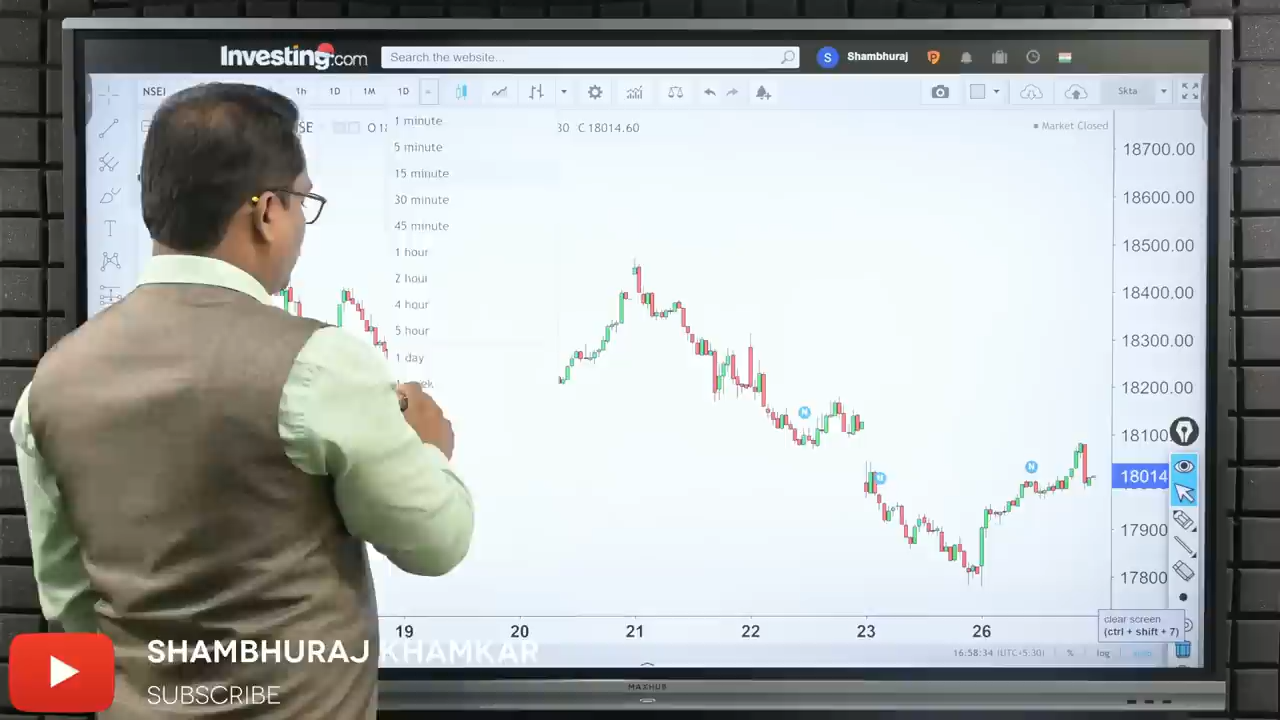 Investing.com
Search the website...
S
Shambhuraj
NSEI
1h
1D
1M
1D
Skta
SE
30 C 18014.60
Market Closed
1 minute
5 minute
15 minute
30 minute
45 minute
1 hour
2 hour
4 hour
5 hour
1 day
T
18700.00
18600.00
18500.00
18400.00
18300.00
18200.00
18100
18014
17900
17800
N
N
N
19
20
21
22
23
26
clear screen
(ctrl + shift + 7)
16:58:34 (UTC+5:30)
%
log
MAXHUB
SHAMBHURAJ KHAMKAR
SUBSCRIBE